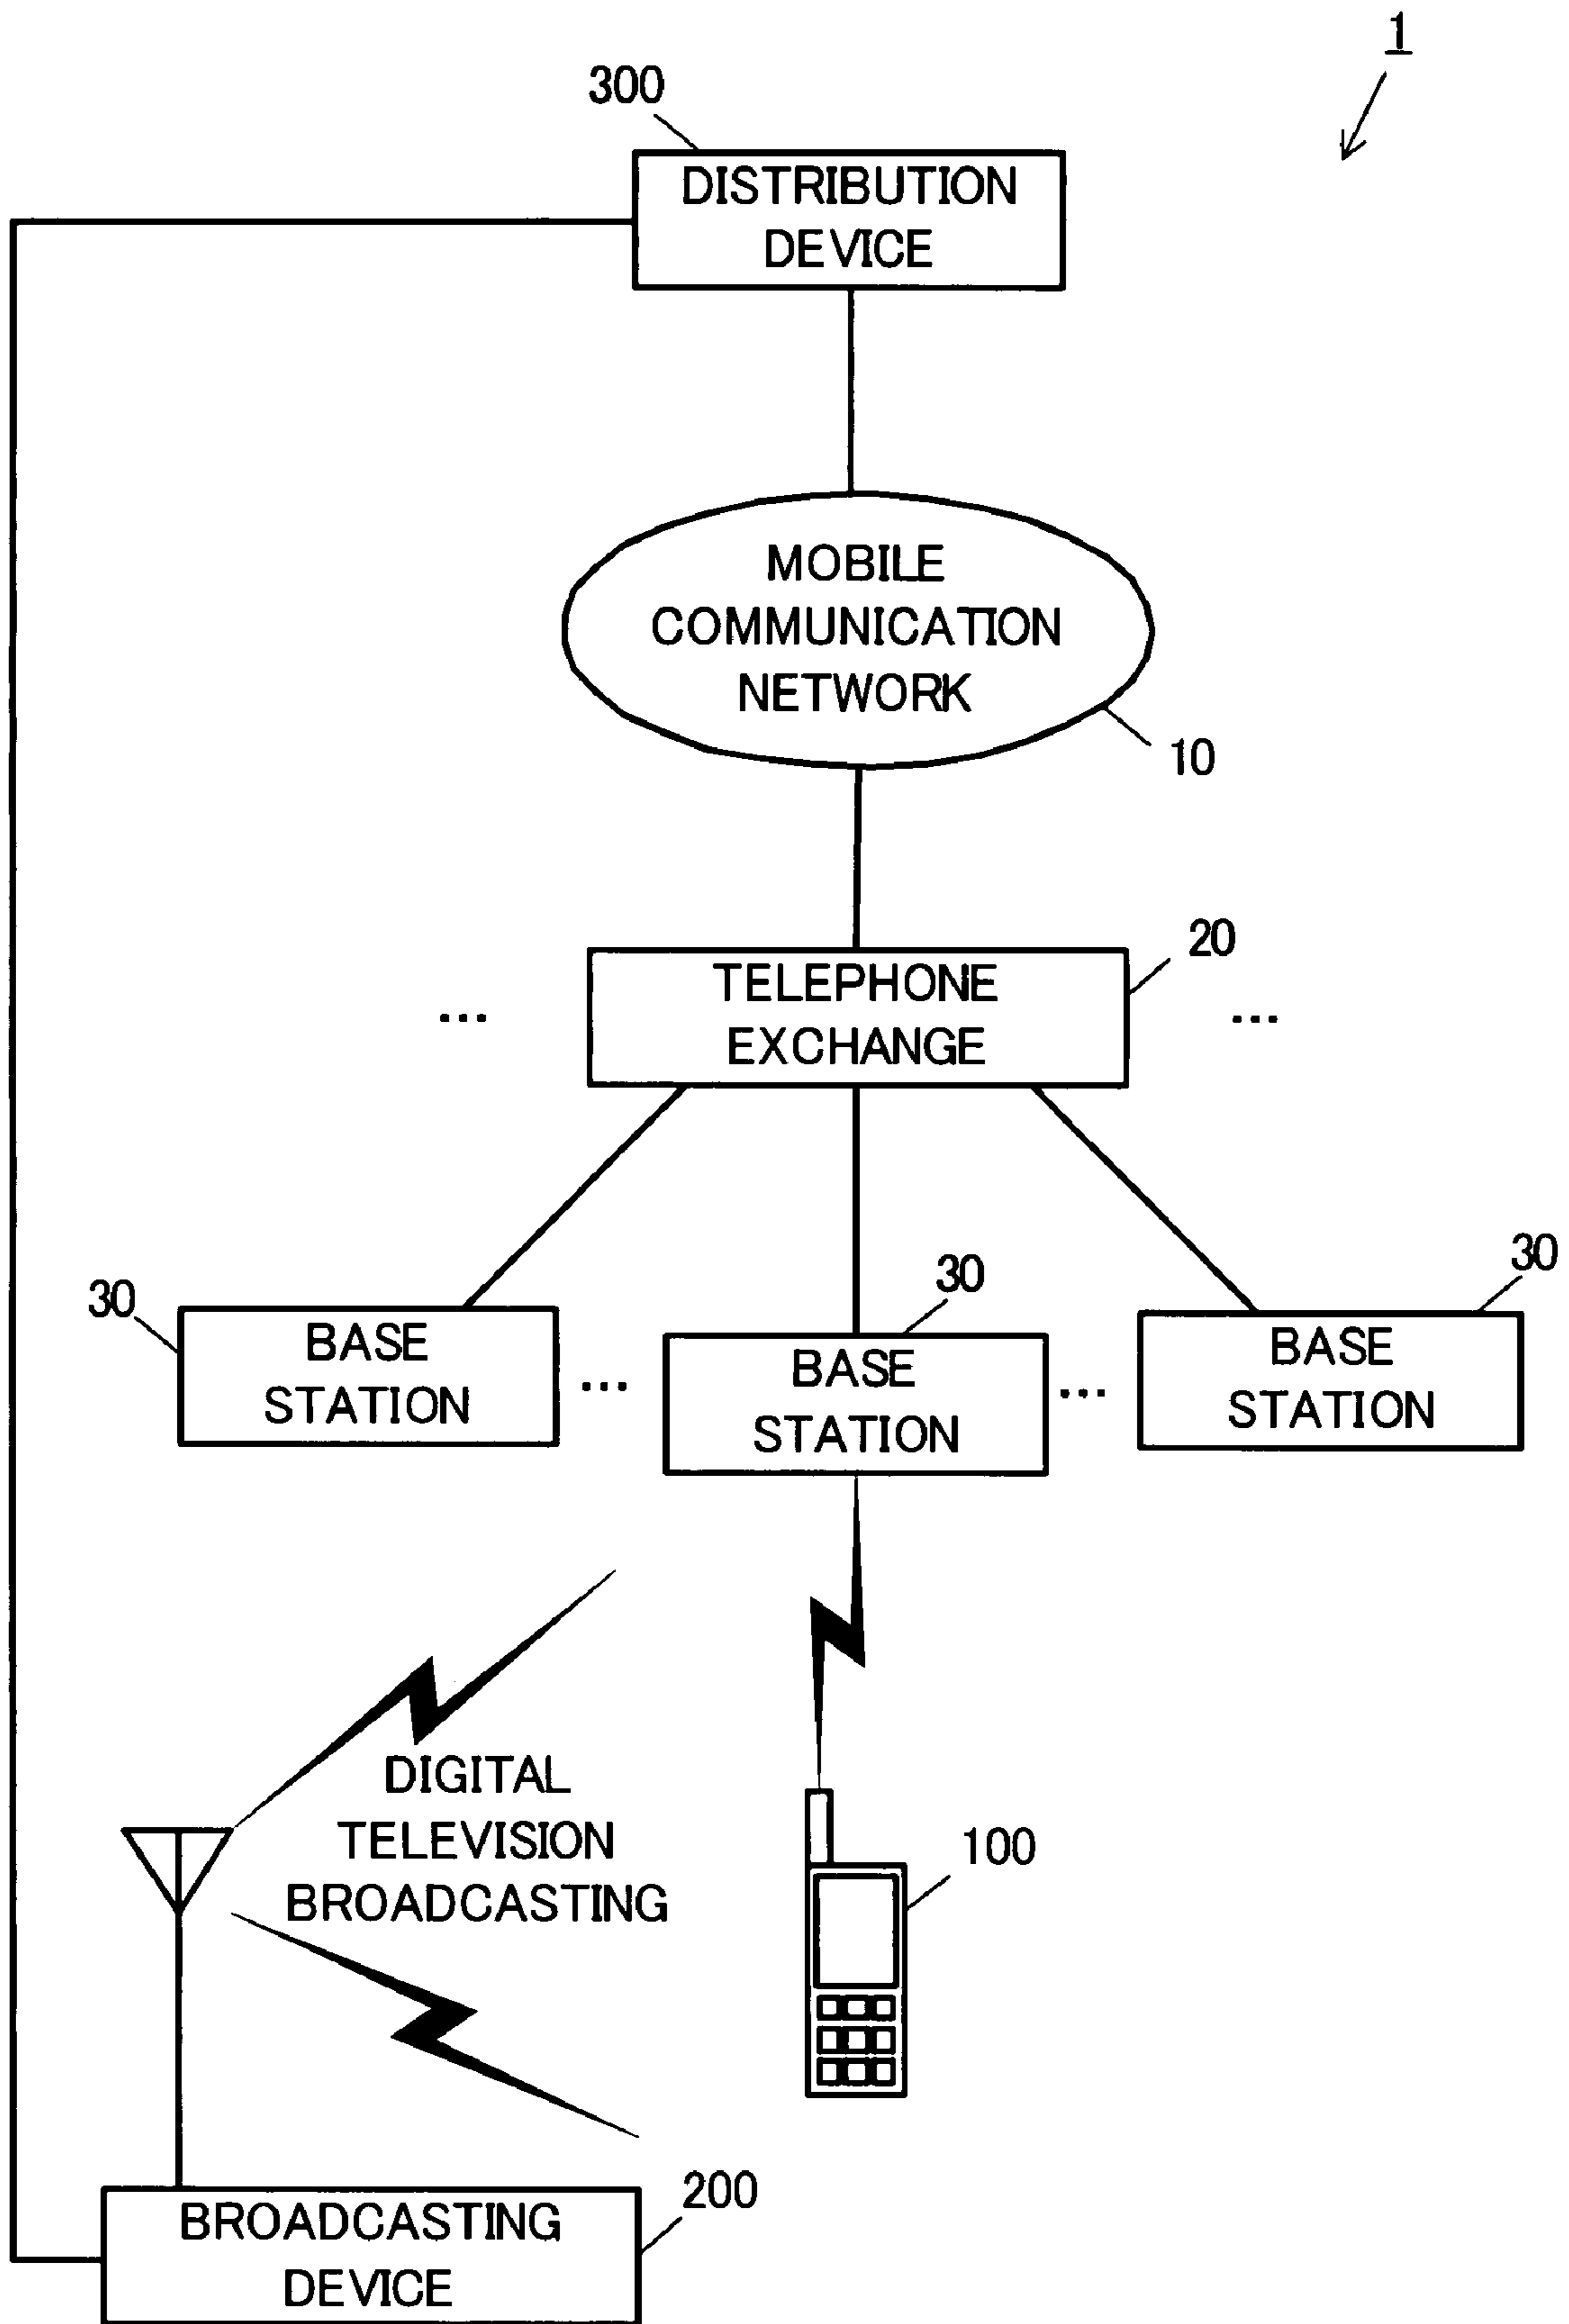 1
300
DISTRIBUTION
DEVICE
MOBILE
COMMUNICATION
NETWORK
10
20
TELEPHONE
EXCHANGE
...
...
30
BASE
STATION
...
30
BASE
STATION
...
30
BASE
STATION
DIGITAL
TELEVISION
BROADCASTING
100
200
BROADCASTING
DEVICE